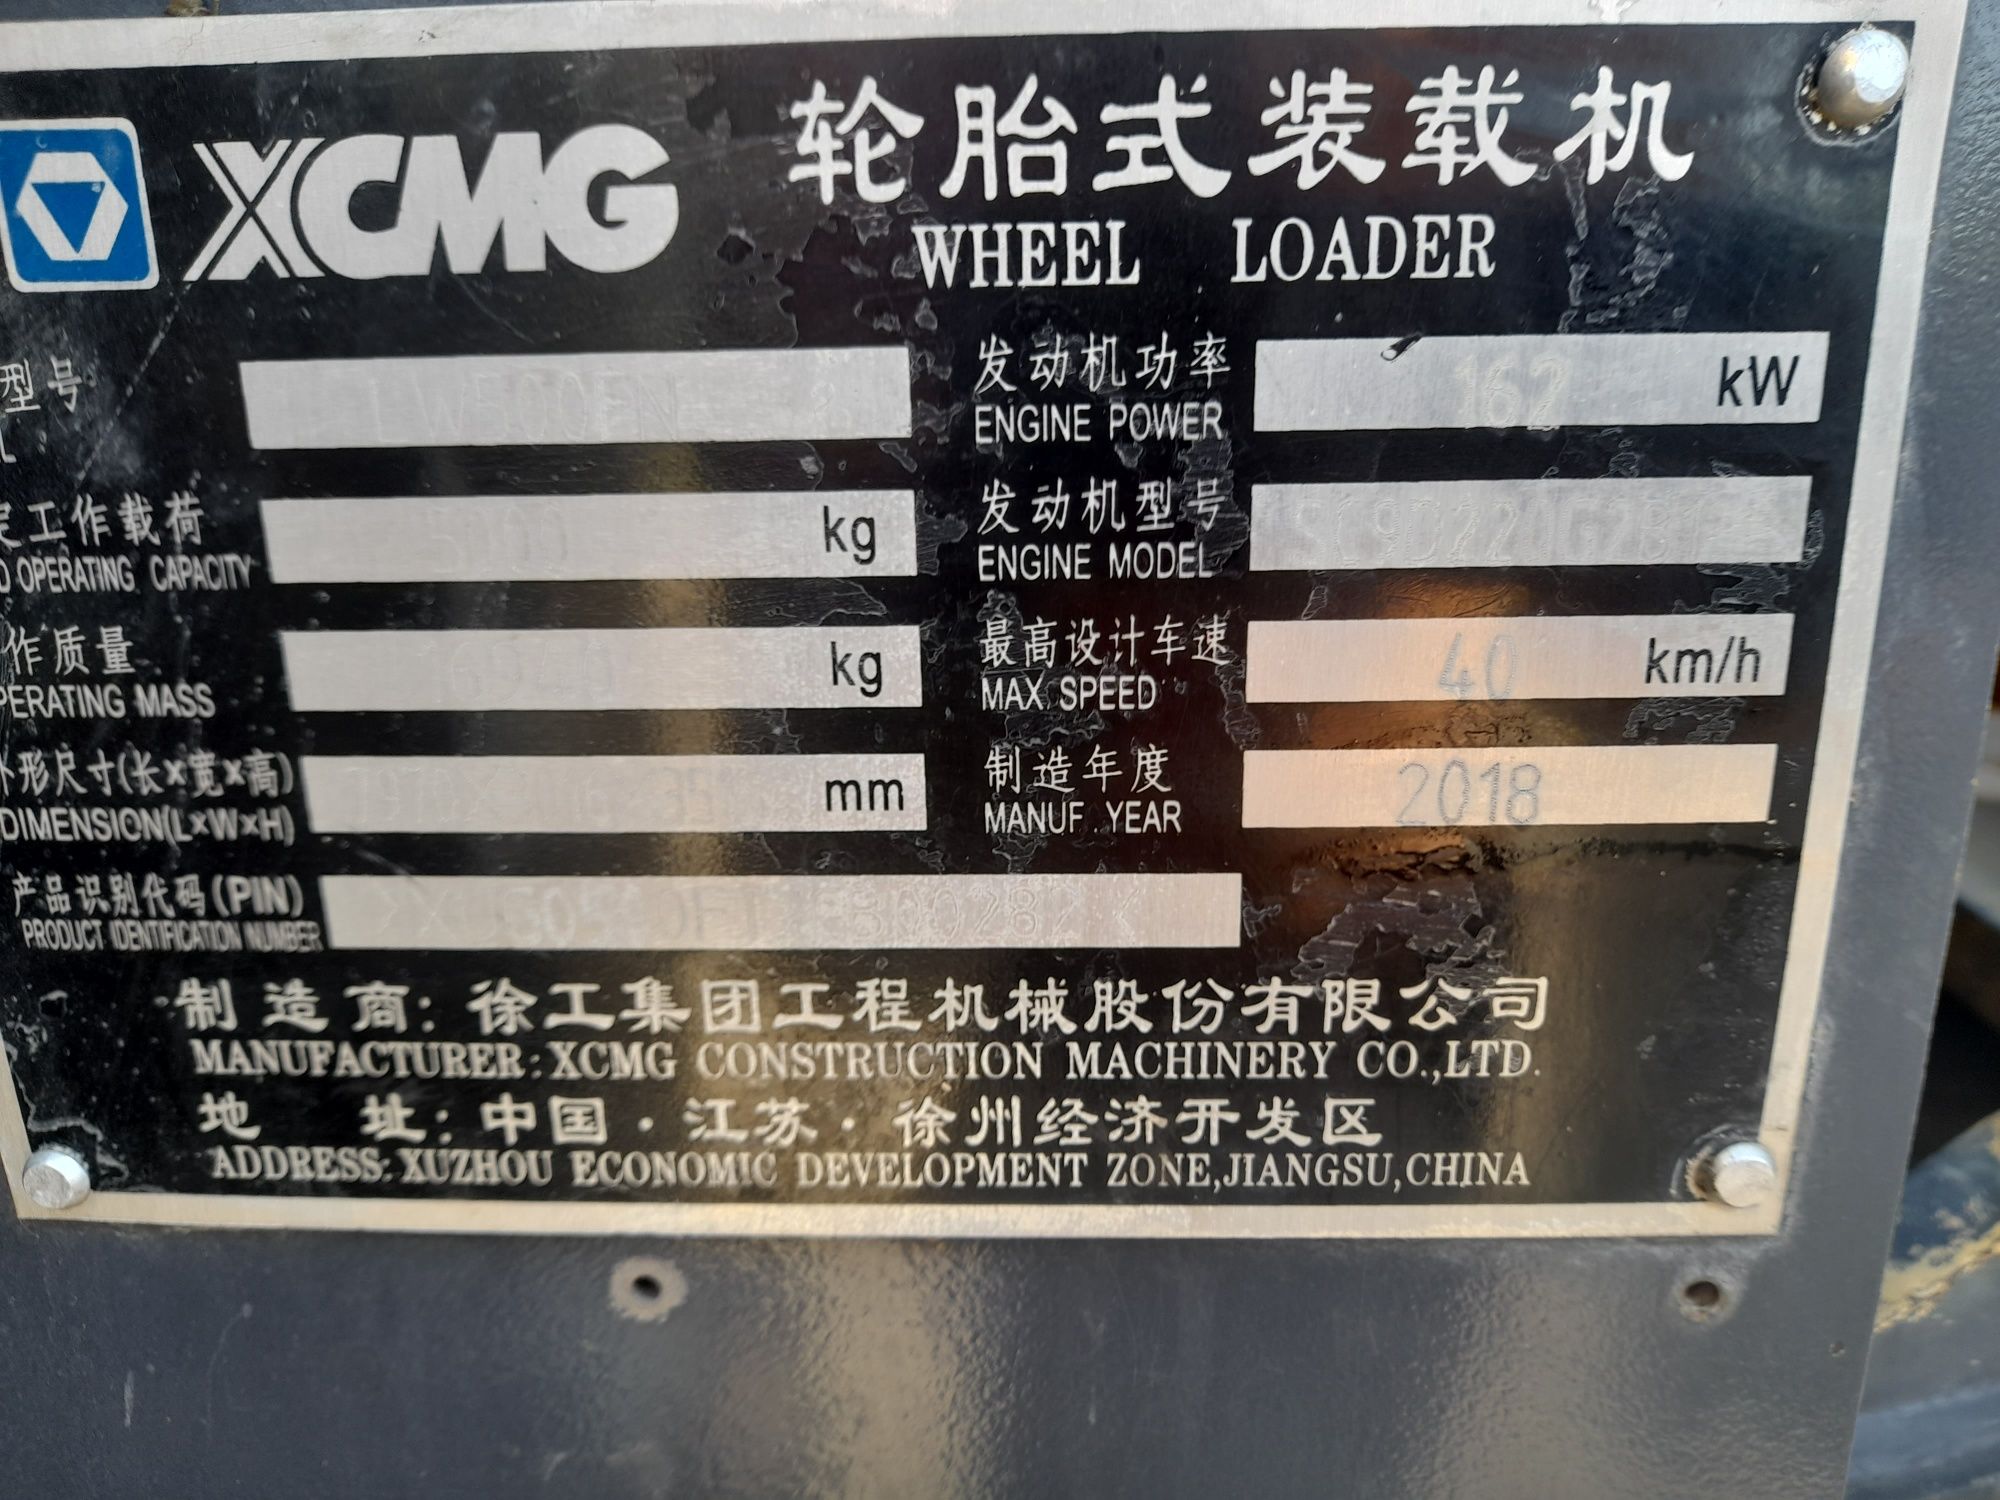 XCMG 轮胎式装载机
WHEEL LOADER
型号
发动机功率 162 kW
ENGINE POWER
工作载荷 kg
OPERATING CAPACITY
发动机型号
ENGINE MODEL
作质量 kg
PERATING MASS
最高设计车速 40 km/h
MAX SPEED
外形尺寸(长×宽×高) mm
DIMENSION(L×W×H)
制造年度 2018
MANUF. YEAR
产品识别代码(PIN)
PRODUCT IDENTIFICATION NUMBER
制造商:徐工集团工程机械股份有限公司
MANUFACTURER:XCMG CONSTRUCTION MACHINERY CO.,LTD.
地址:中国·江苏·徐州经济开发区
ADDRESS:XUZHOU ECONOMIC DEVELOPMENT ZONE,JIANGSU,CHINA